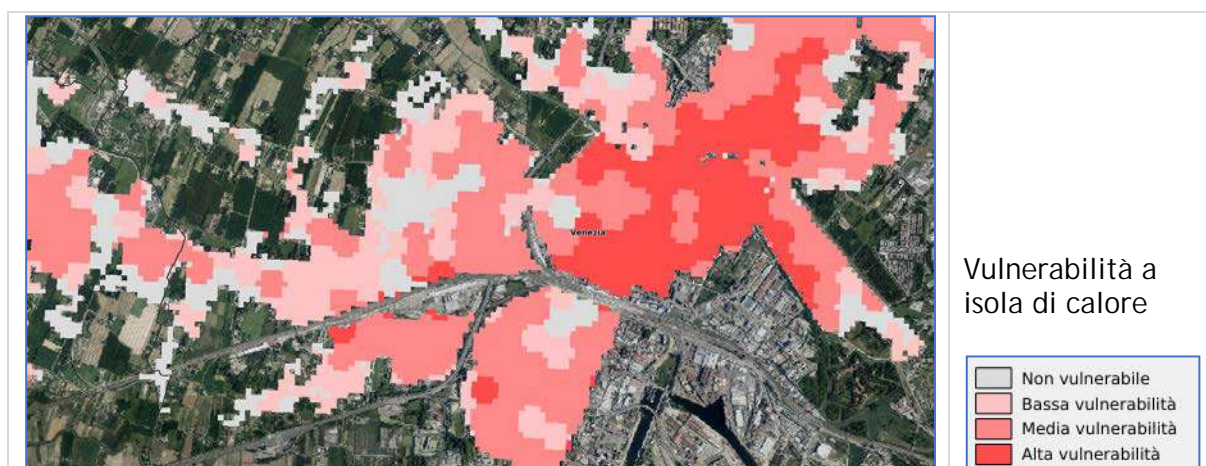 Venezia
Vulnerabilità a
isola di calore
Non vulnerabile
Bassa vulnerabilità
Media vulnerabilità
Alta vulnerabilità